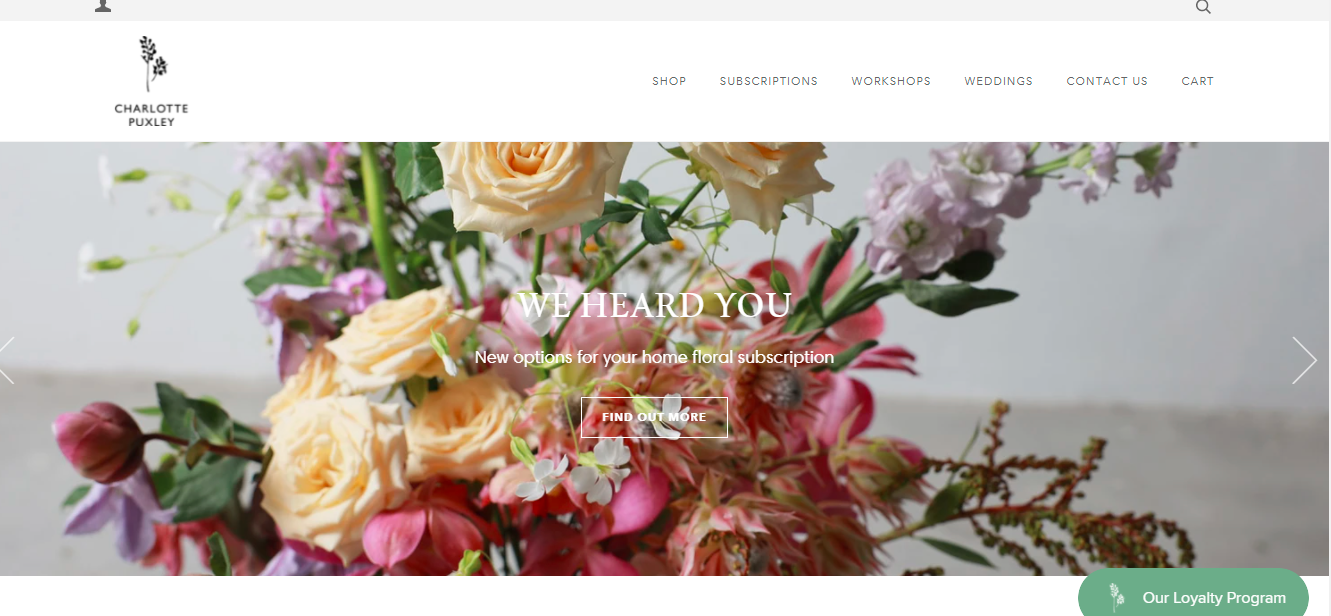 CHARLOTTE
PUXLEY
SHOP SUBSCRIPTIONS WORKSHOPS WEDDINGS CONTACT US CART
WE HEARD YOU
New options for your home floral subscription
FIND OUT MORE
Our Loyalty Program